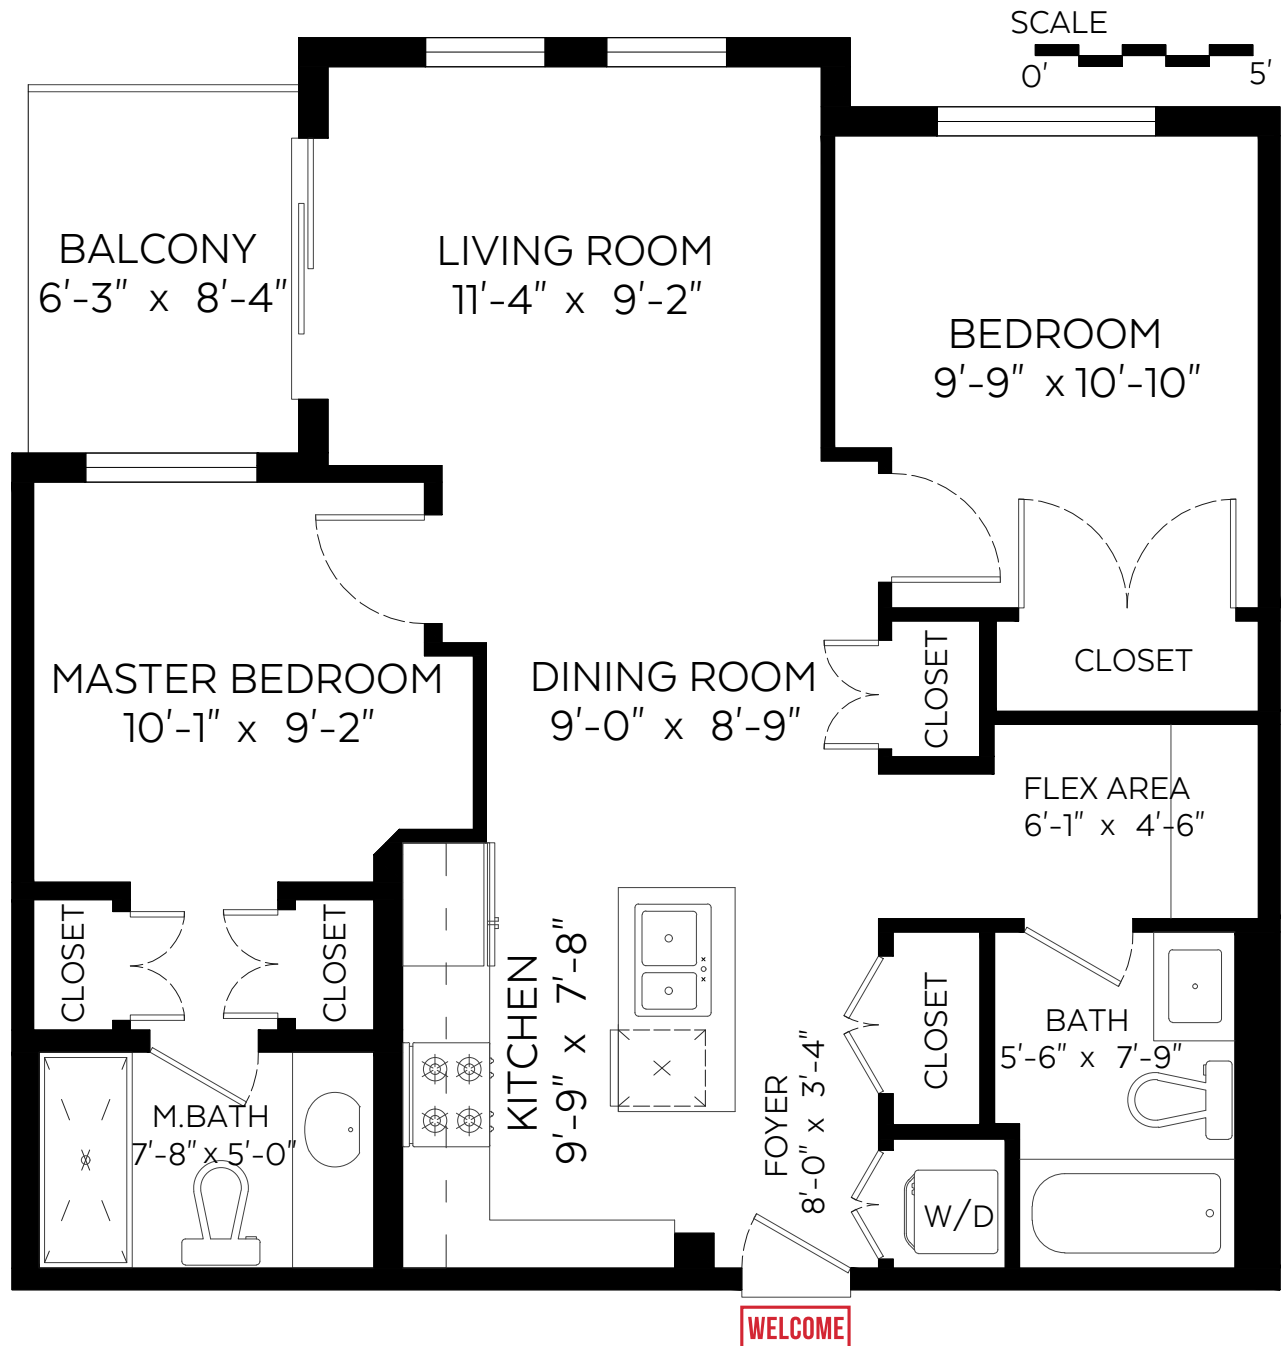 SCALE
0' 5'
BALCONY
6'-3" x 8'-4"
LIVING ROOM
11'-4" x 9'-2"
BEDROOM
9'-9" x 10'-10"
MASTER BEDROOM
10'-1" x 9'-2"
DINING ROOM
9'-0" x 8'-9"
CLOSET
CLOSET
FLEX AREA
6'-1" x 4'-6"
CLOSET
CLOSET
KITCHEN
9'-9" x 7'-8"
CLOSET
BATH
5'-6" x 7'-9"
M.BATH
7'-8" x 5'-0"
FOYER
8'-0" x 3'-4"
W/D
WELCOME